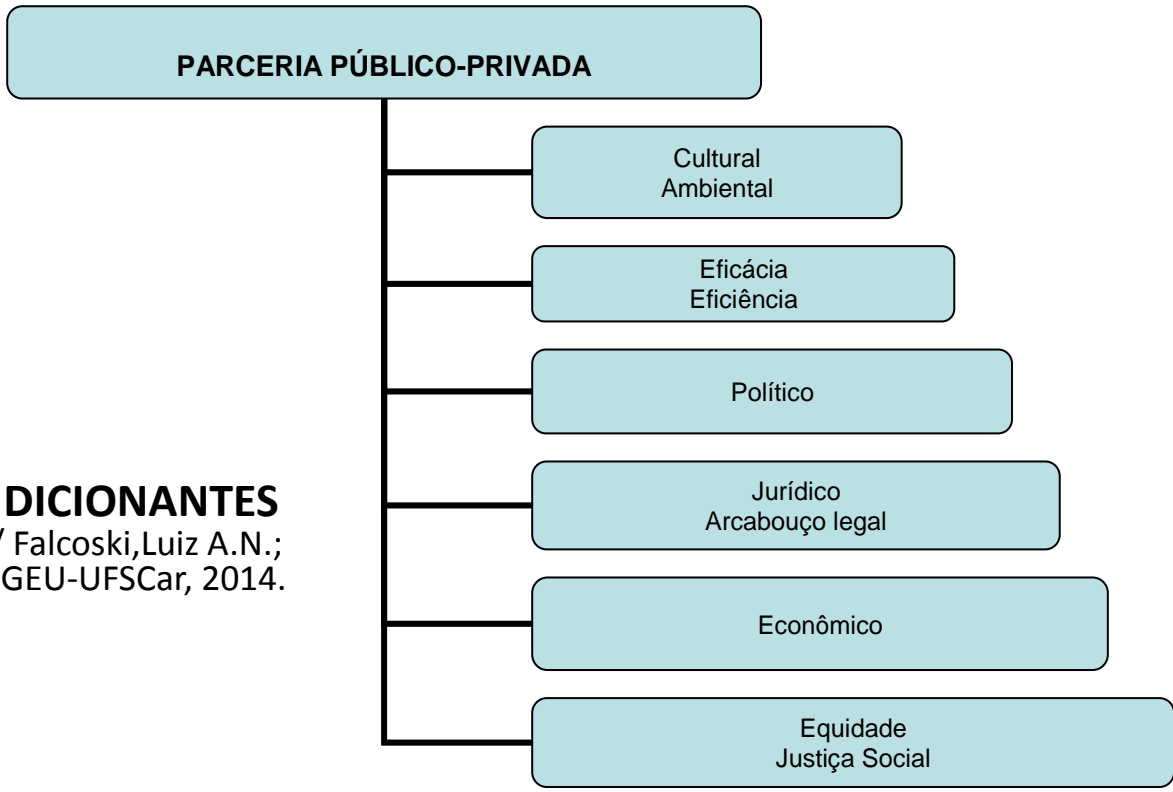 PARCERIA PÚBLICO-PRIVADA
Cultural
Ambiental
Eficácia
Eficiência
Político
Jurídico
Arcabouço legal
Econômico
Equidade
Justiça Social
DICIONANTES
Falcoski,Luiz A.N.;
GEU-UFSCar, 2014.